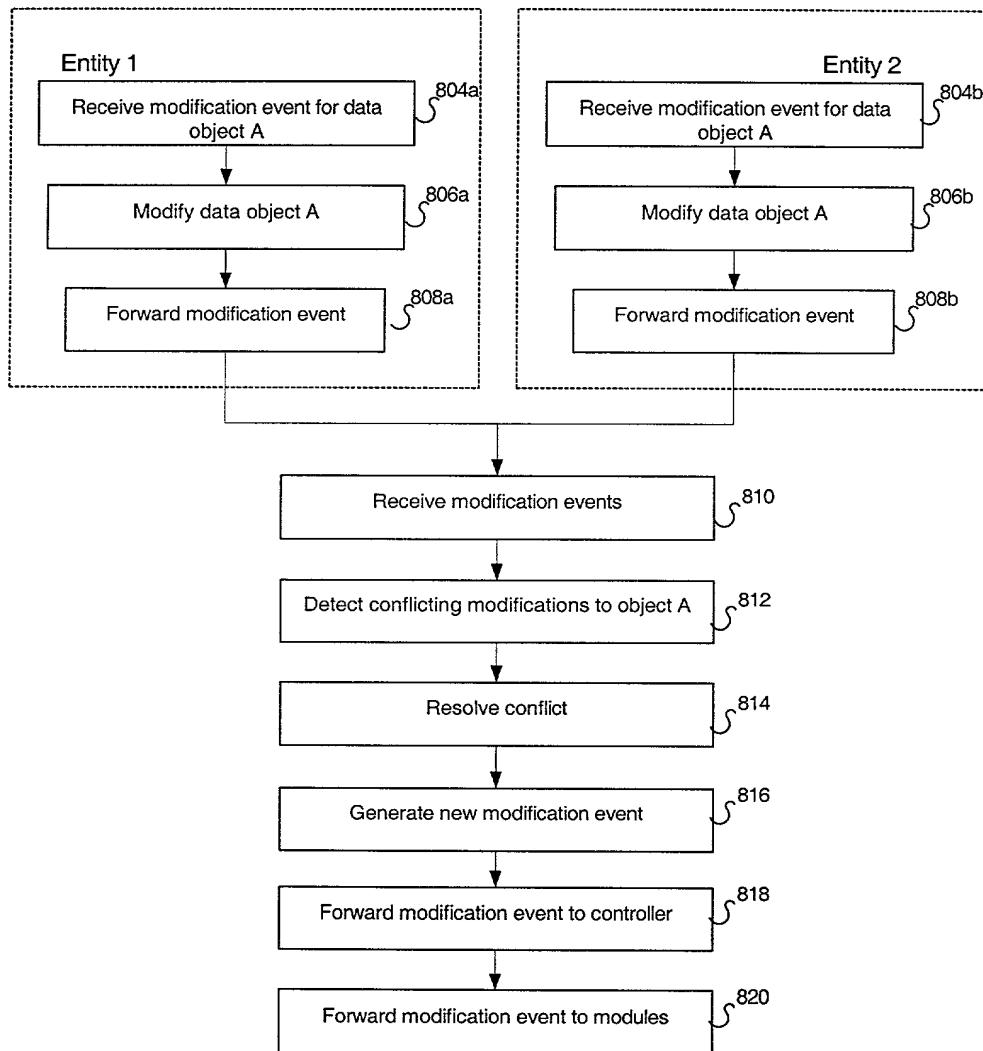 Entity 1
Receive modification event for data
object A
804a
Modify data object A
806a
Forward modification event
808a
Entity 2
Receive modification event for data
object A
804b
Modify data object A
806b
Forward modification event
808b
Receive modification events
810
Detect conflicting modifications to object A
812
Resolve conflict
814
Generate new modification event
816
Forward modification event to controller
818
Forward modification event to modules
820